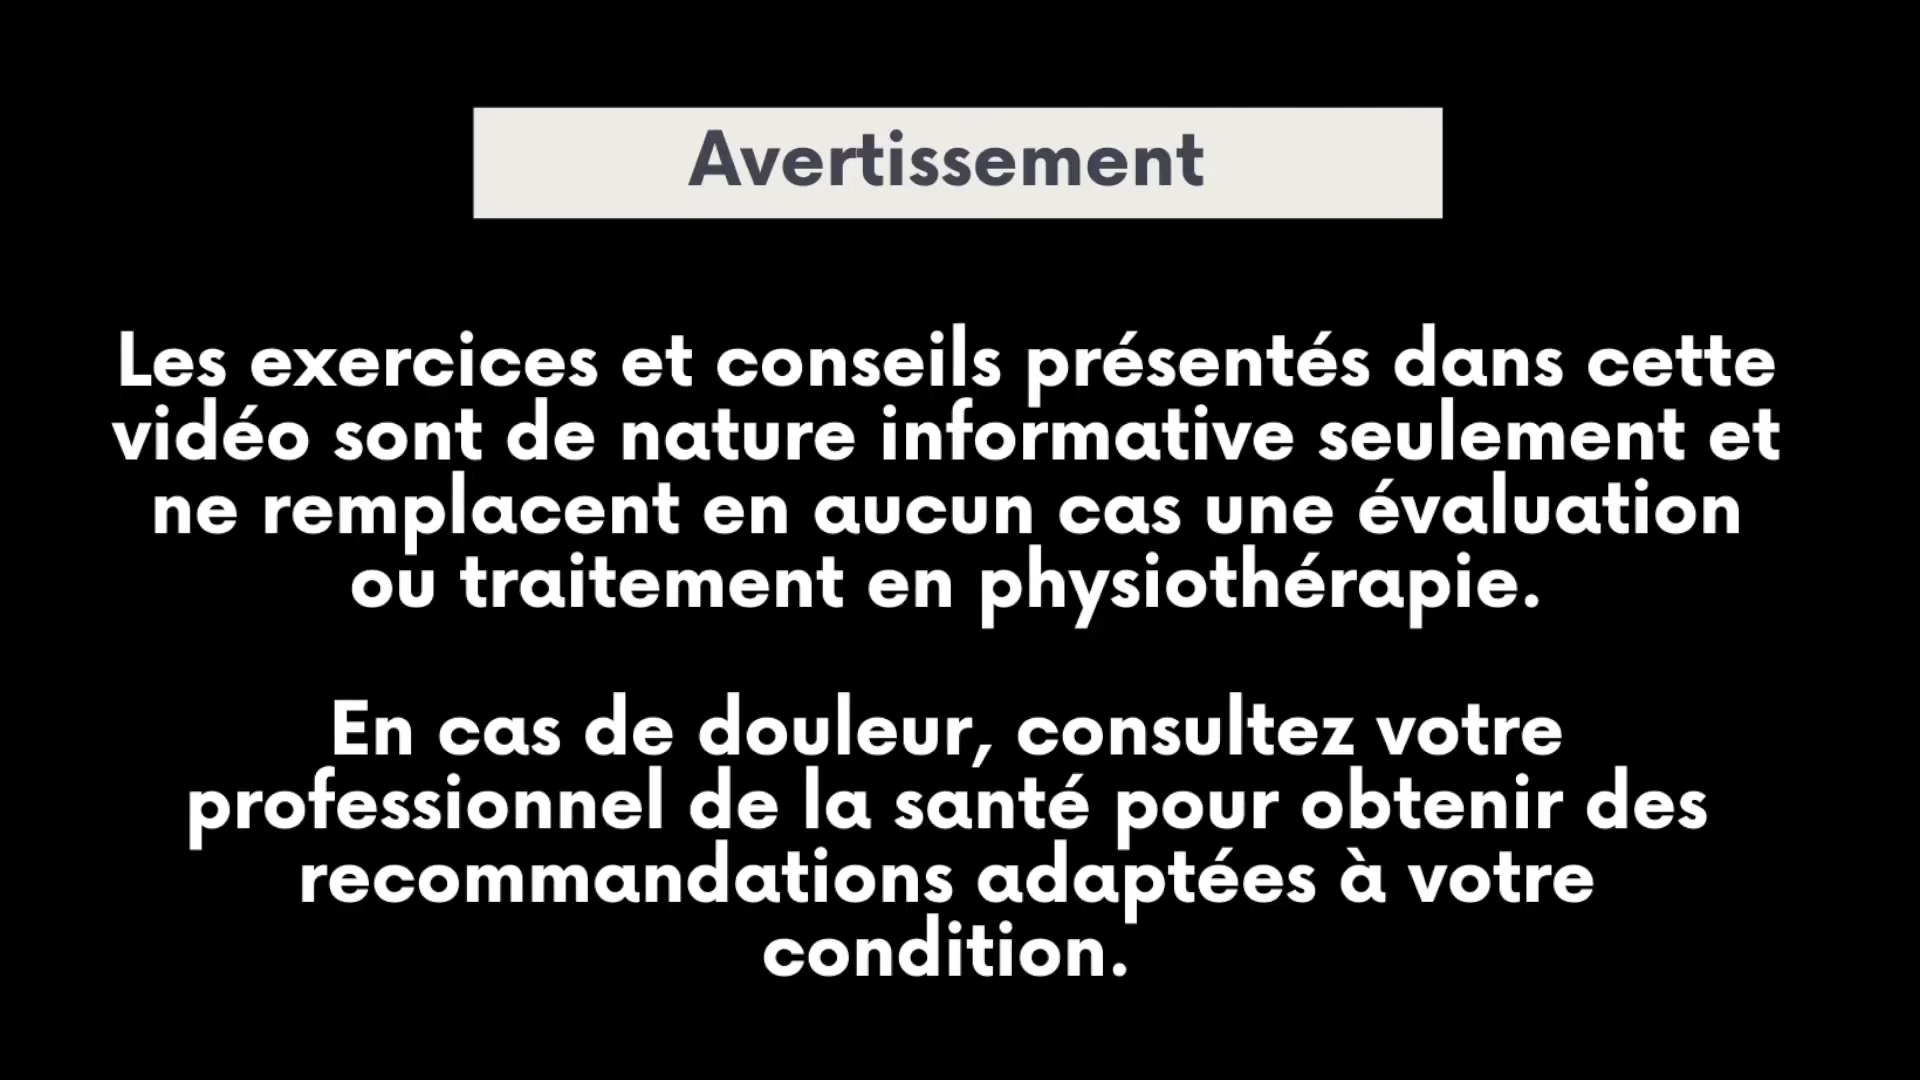 Avertissement
Les exercices et conseils présentés dans cette
vidéo sont de nature informative seulement et
ne remplacent en aucun cas une évaluation
ou traitement en physiothérapie.
En cas de douleur, consultez votre
professionnel de la santé pour obtenir des
recommandations adaptées à votre
condition.